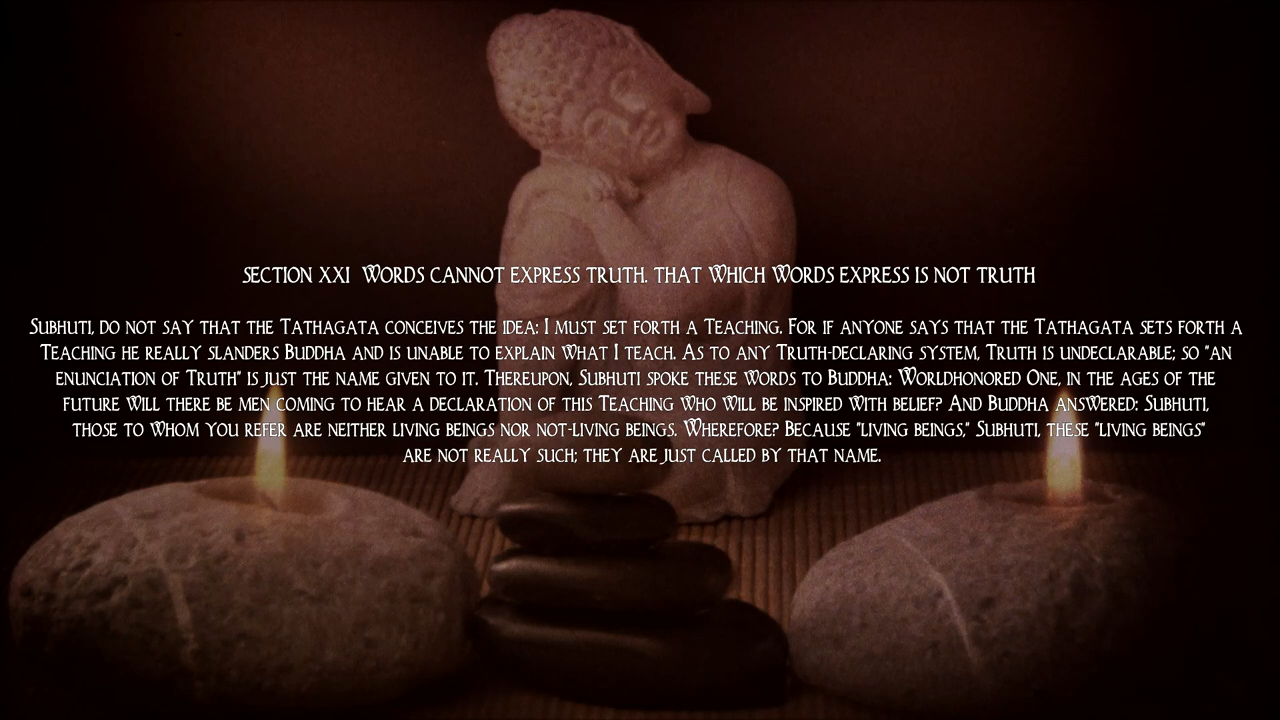 SECTION XXI WORDS CANNOT EXPRESS TRUTH. THAT WHICH WORDS EXPRESS IS NOT TRUTH
SUBHUTI, DO NOT SAY THAT THE TATHAGATA CONCEIVES THE IDEA: I MUST SET FORTH A TEACHING. FOR IF ANYONE SAYS THAT THE TATHAGATA SETS FORTH A
TEACHING HE REALLY SLANDERS BUDDHA AND IS UNABLE TO EXPLAIN WHAT I TEACH. AS TO ANY TRUTH-DECLARING SYSTEM, TRUTH IS UNDECLARABLE; SO "AN
ENUNCIATION OF TRUTH" IS JUST THE NAME GIVEN TO IT. THEREUPON, SUBHUTI SPOKE THESE WORDS TO BUDDHA: WORLDHONORED ONE, IN THE AGES OF THE
FUTURE WILL THERE BE MEN COMING TO HEAR A DECLARATION OF THIS TEACHING WHO WILL BE INSPIRED WITH BELIEF? AND BUDDHA ANSWERED: SUBHUTI,
THOSE TO WHOM YOU REFER ARE NEITHER LIVING BEINGS NOR NOT-LIVING BEINGS. WHEREFORE? BECAUSE "LIVING BEINGS," SUBHUTI, THESE "LIVING BEINGS"
ARE NOT REALLY SUCH; THEY ARE JUST CALLED BY THAT NAME.